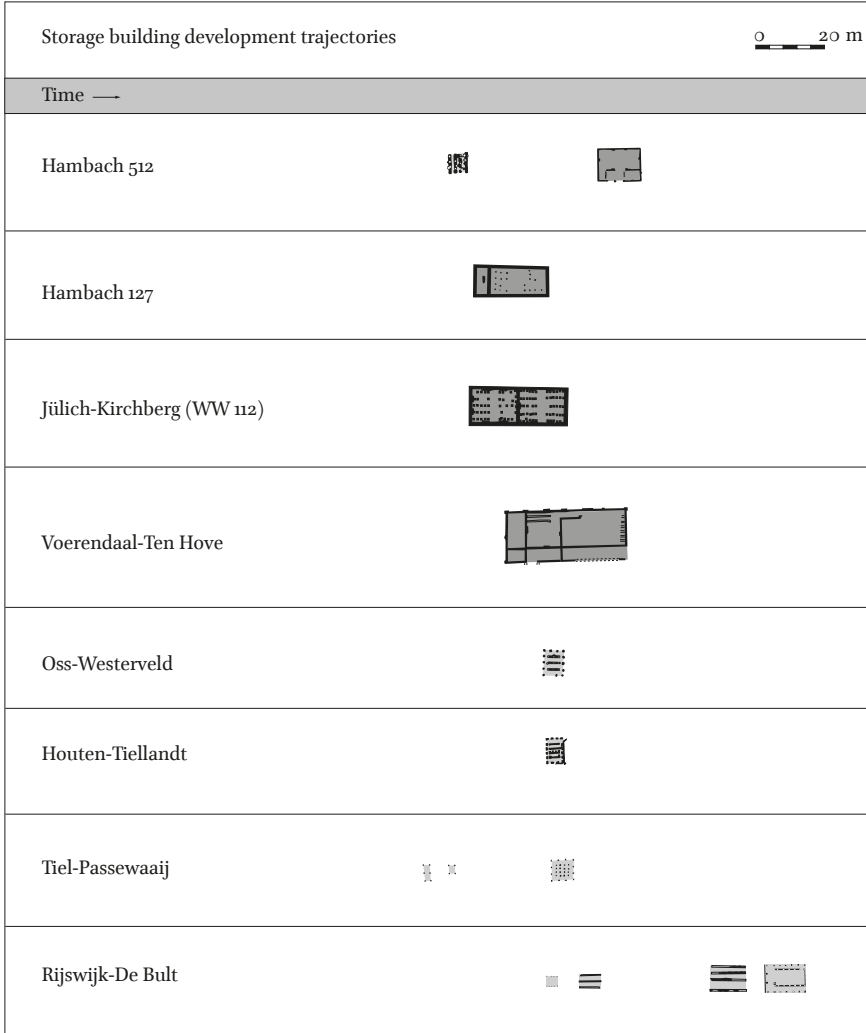 Storage building development trajectories
0 20 m
Time →
Hambach 512
Hambach 127
Jülich-Kirchberg (WW 112)
Voerendaal-Ten Hove
Oss-Westerveld
Houten-Tiellandt
Tiel-Passewaaij
Rijswijk-De Bult